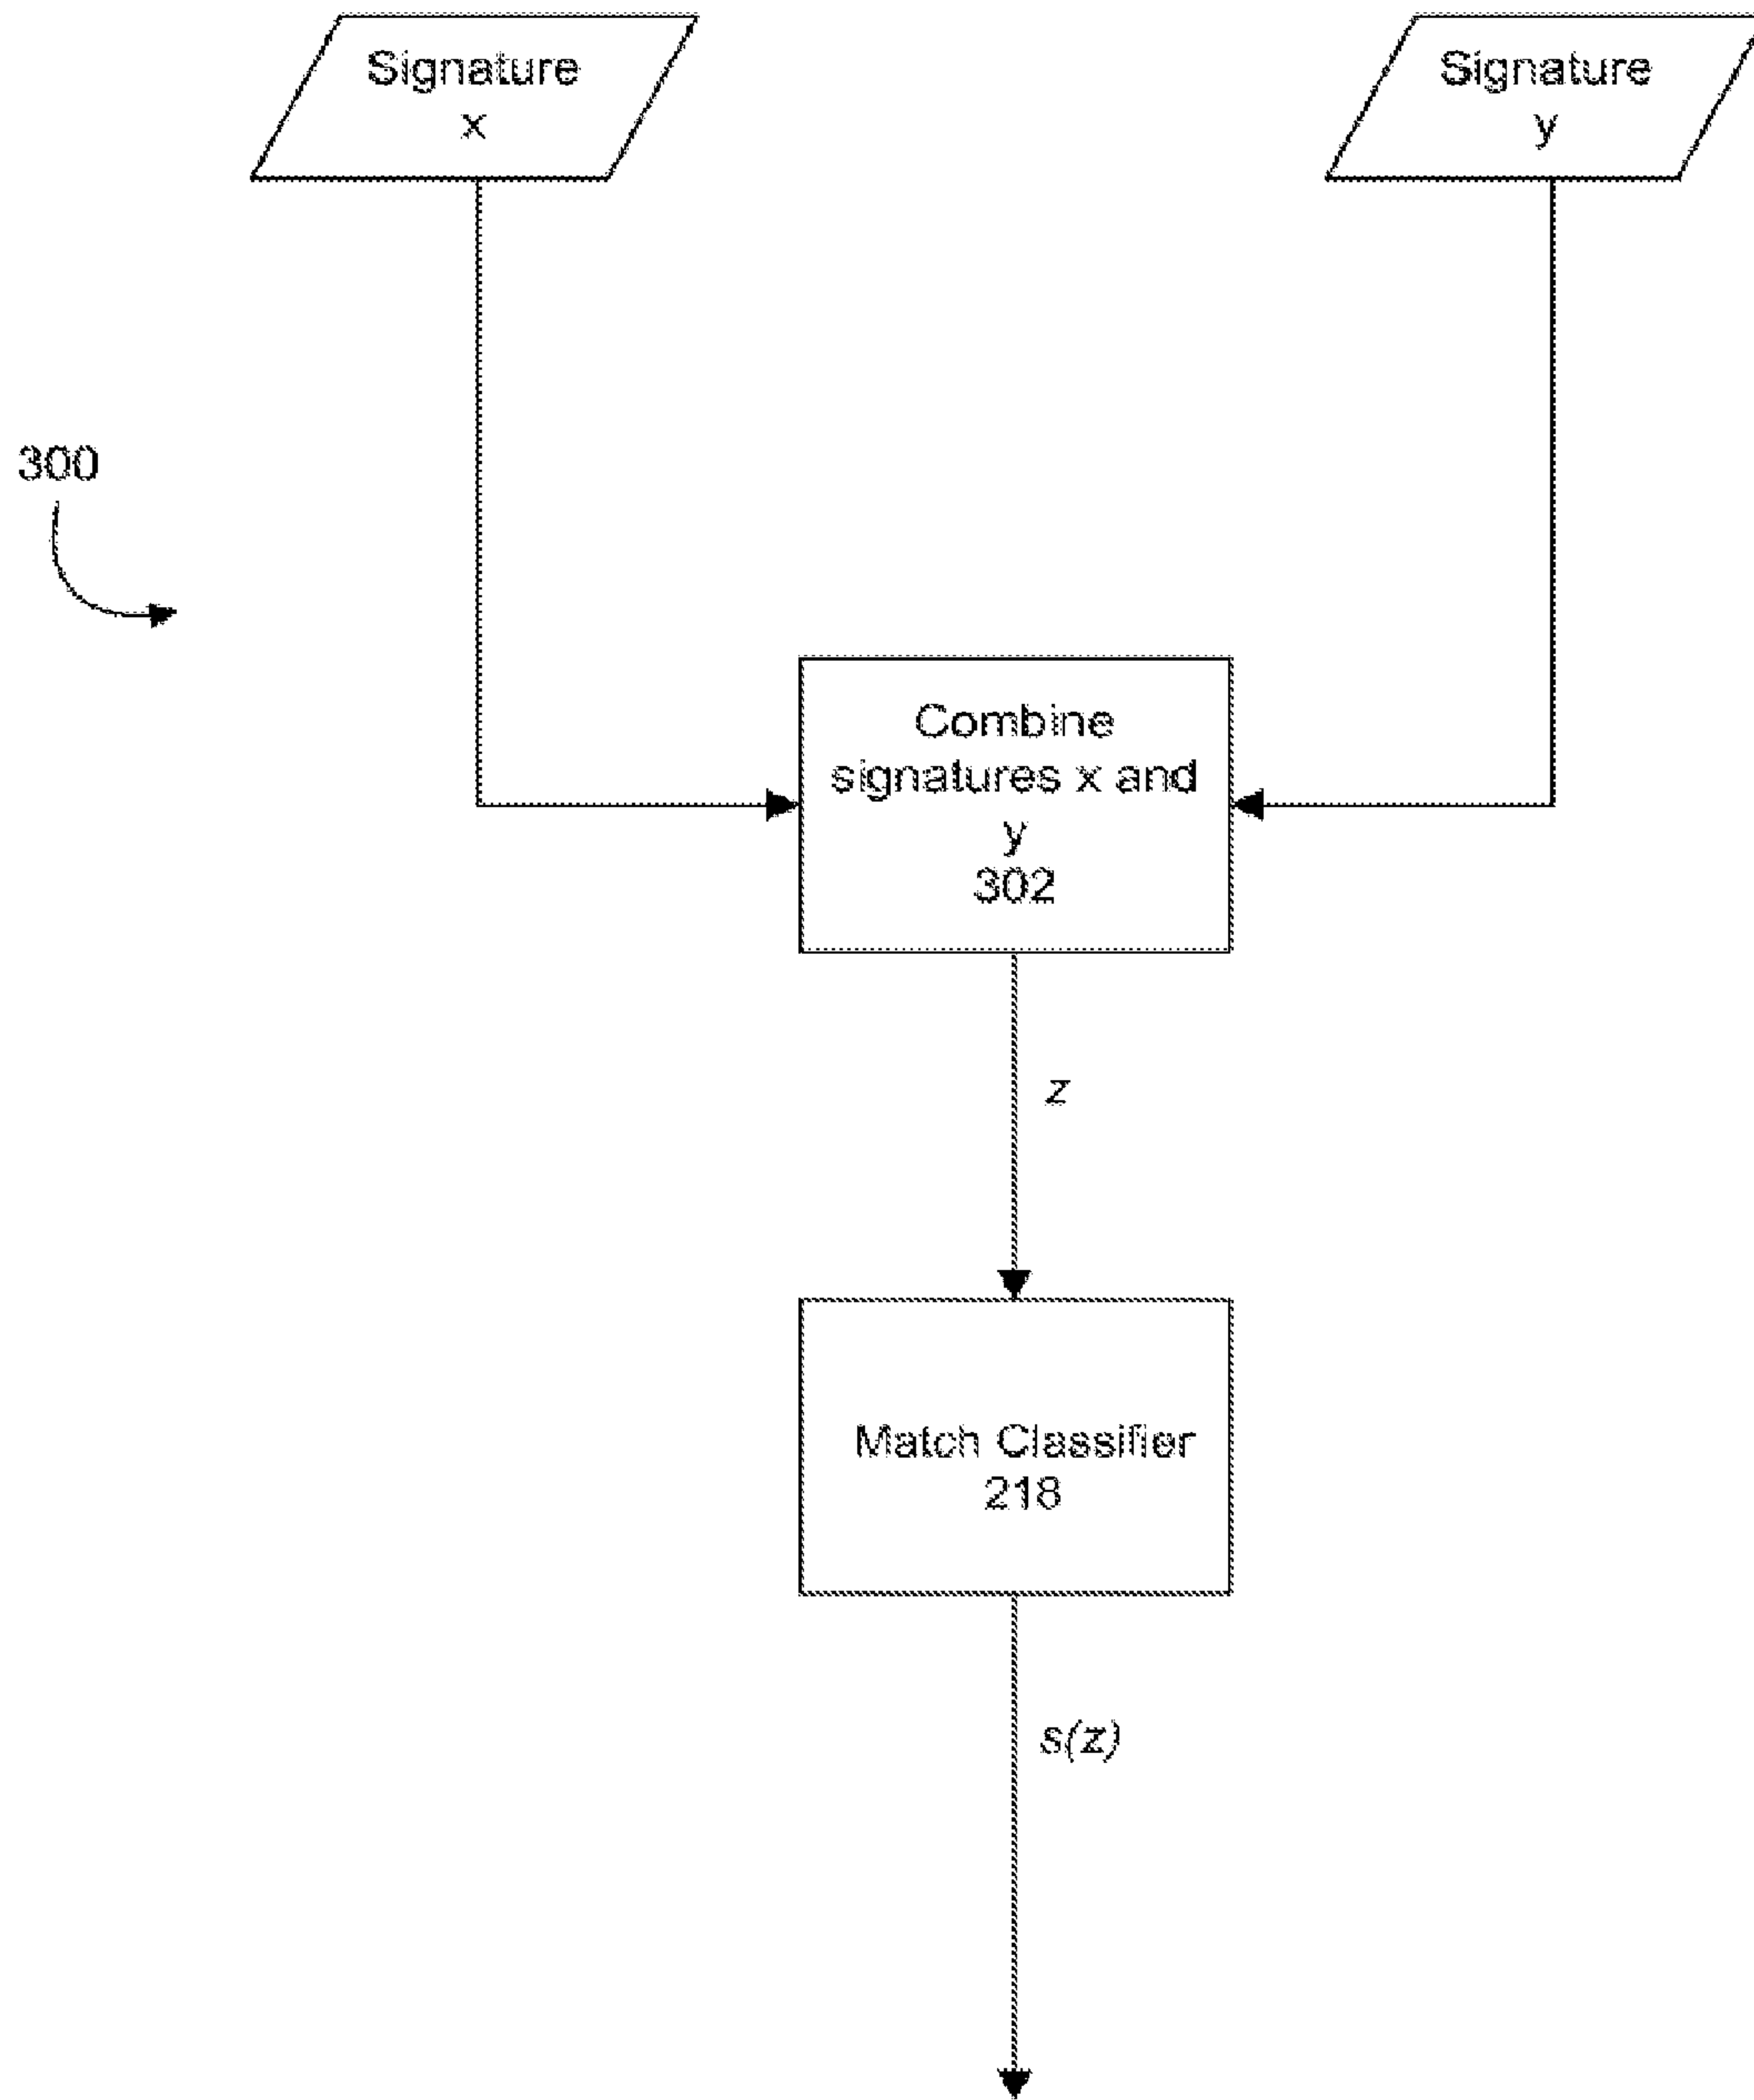 Signature
x
Signature
y
300
Combine
signatures x and
y
302
z
Match Classifier
218
s(z)